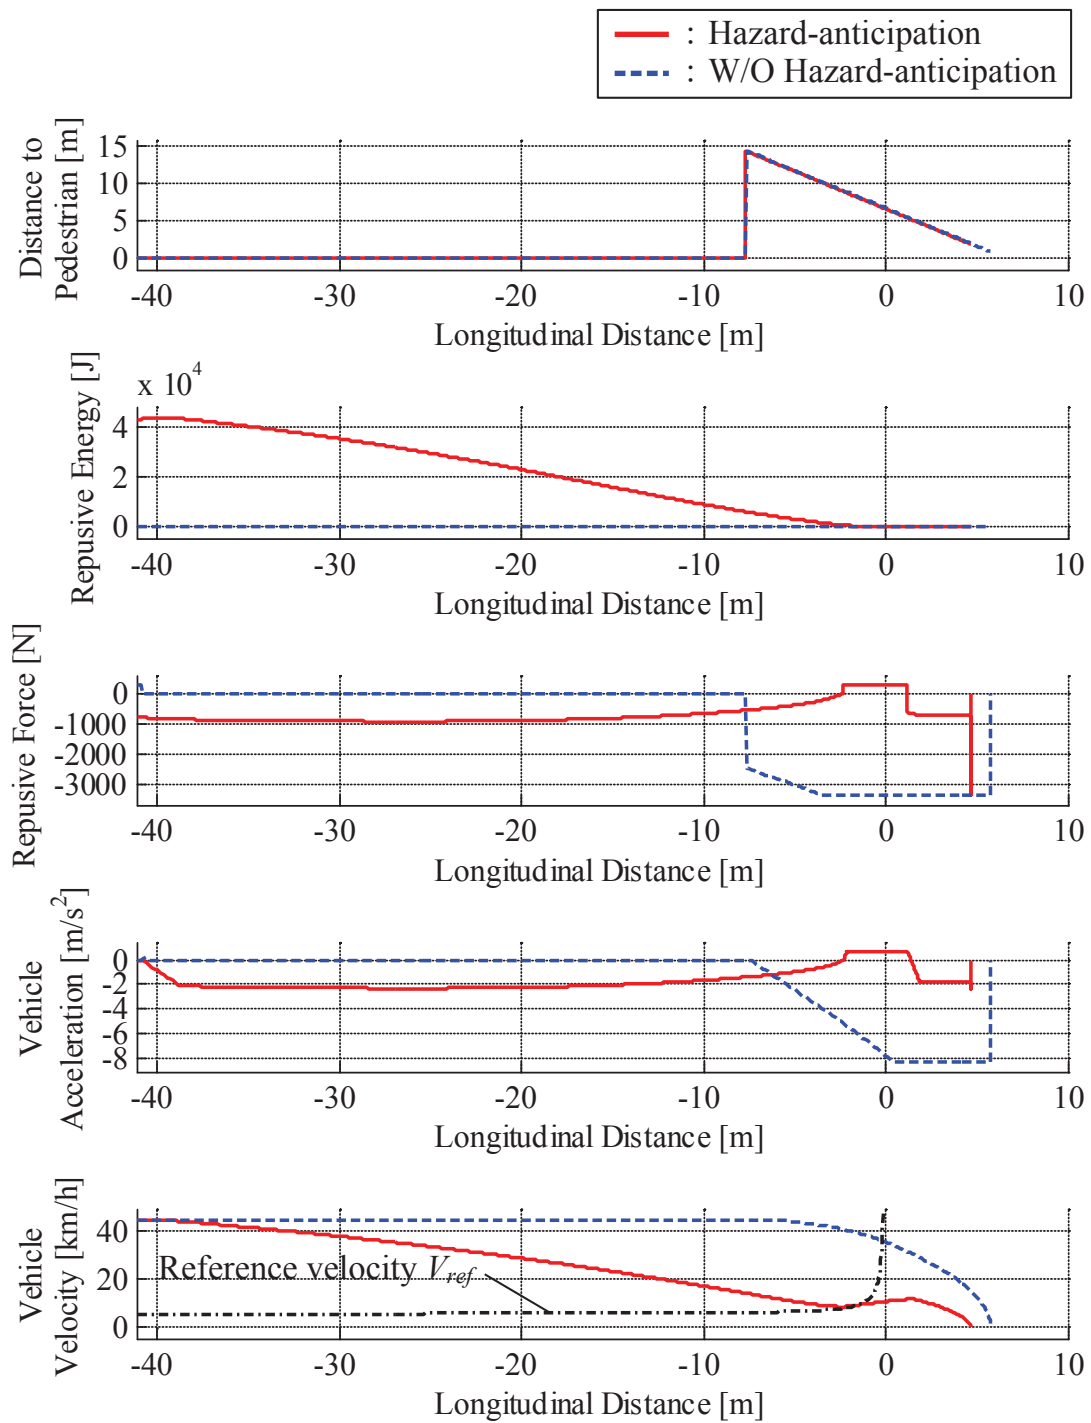 : Hazard-anticipation
: W/O Hazard-anticipation
Distance to
Pedestrian [m]
15
10
5
0
-40 -30 -20 -10 0 10
Longitudinal Distance [m]
Repusive Energy [J]
x 10^4
4
2
0
-40 -30 -20 -10 0 10
Longitudinal Distance [m]
Repusive Force [N]
0
-1000
-2000
-3000
-40 -30 -20 -10 0 10
Longitudinal Distance [m]
Vehicle
Acceleration [m/s²]
0
-2
-4
-6
-8
-40 -30 -20 -10 0 10
Longitudinal Distance [m]
Vehicle
Velocity [km/h]
40
20
0
Reference velocity V_ref
-40 -30 -20 -10 0 10
Longitudinal Distance [m]